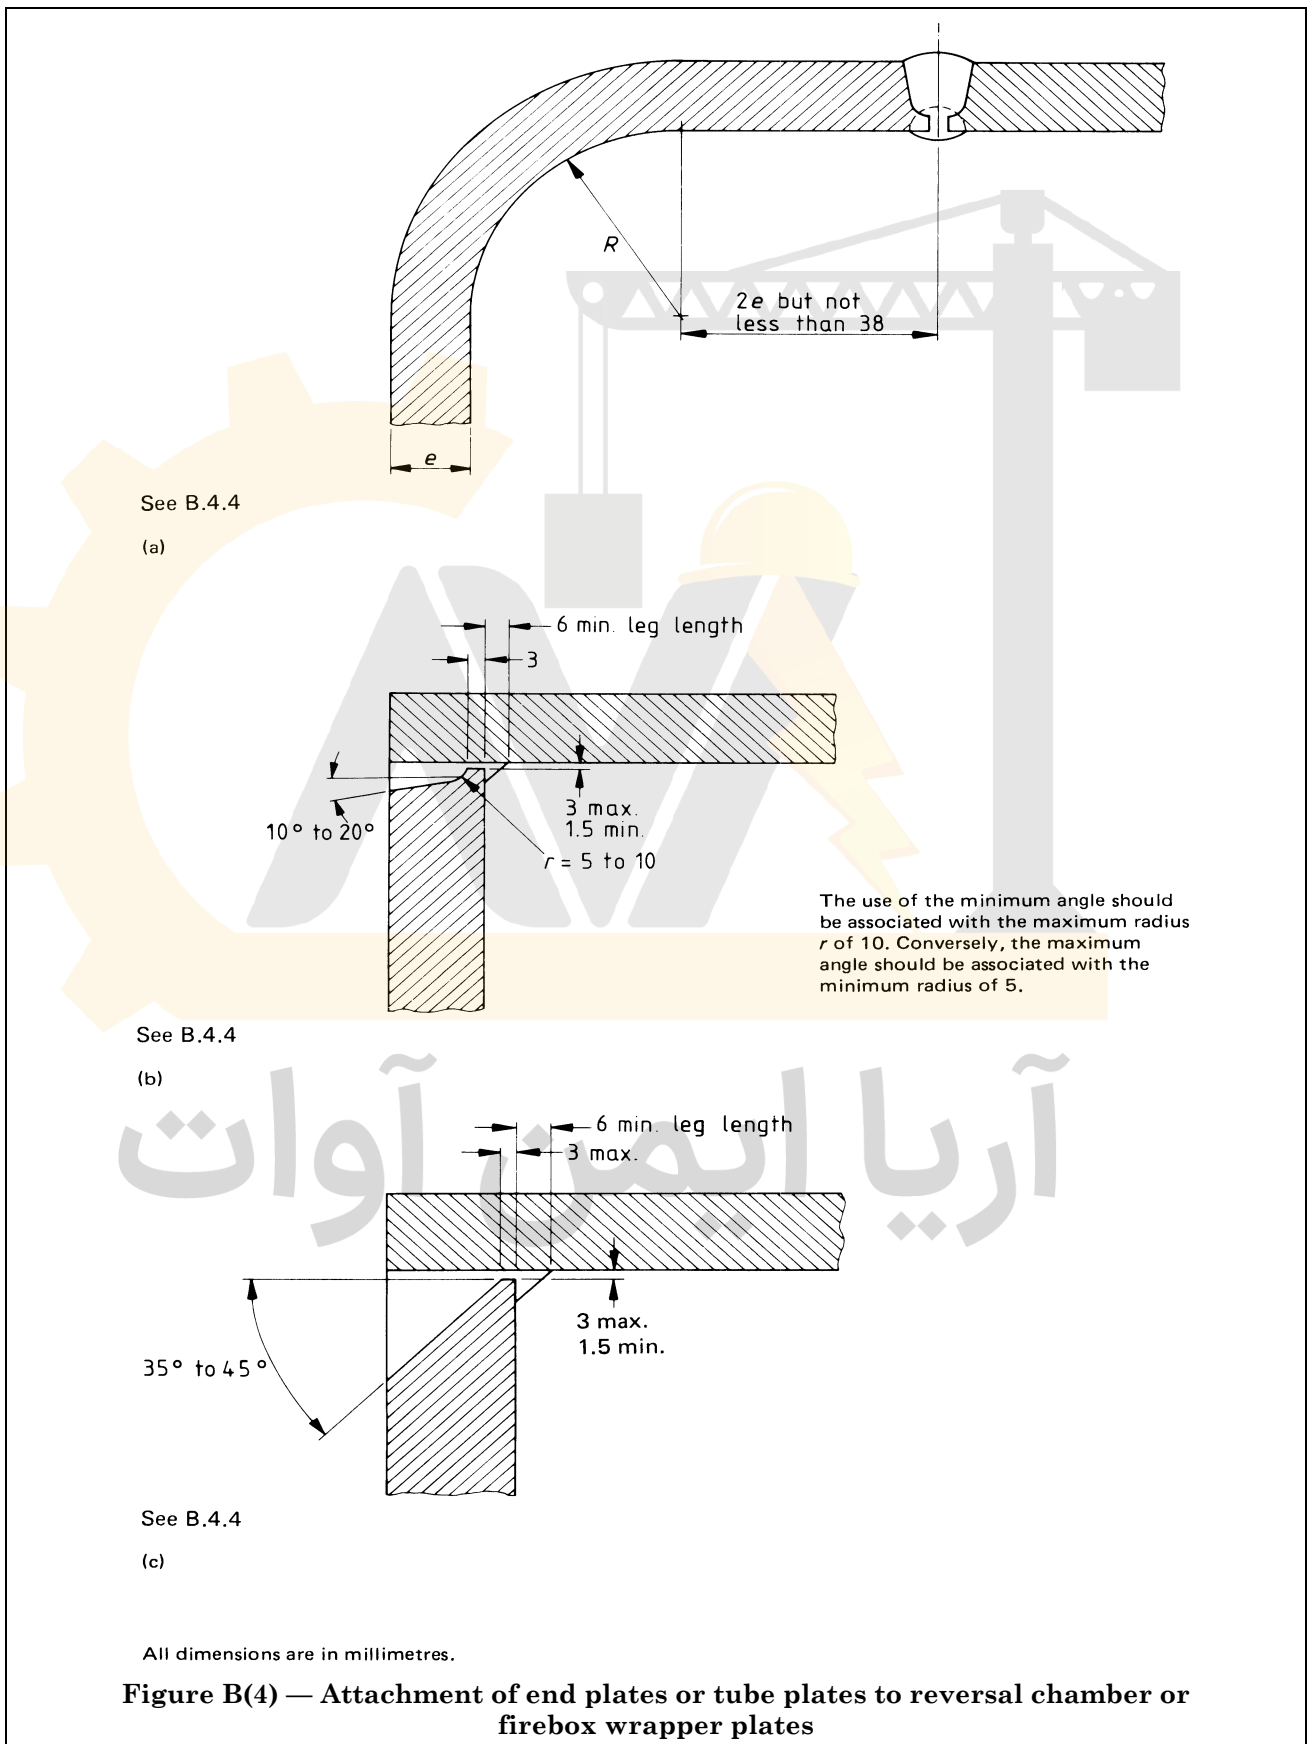 R
2e but not
less than 38
e
See B.4.4
(a)
6 min. leg length
3
3 max.
1.5 min.
10° to 20°
r = 5 to 10
The use of the minimum angle should
be associated with the maximum radius
r of 10. Conversely, the maximum
angle should be associated with the
minimum radius of 5.
See B.4.4
(b)
آریا ایمن آوات
6 min. leg length
3 max.
3 max.
1.5 min.
35° to 45°
See B.4.4
(c)
All dimensions are in millimetres.
Figure B(4) — Attachment of end plates or tube plates to reversal chamber or
firebox wrapper plates